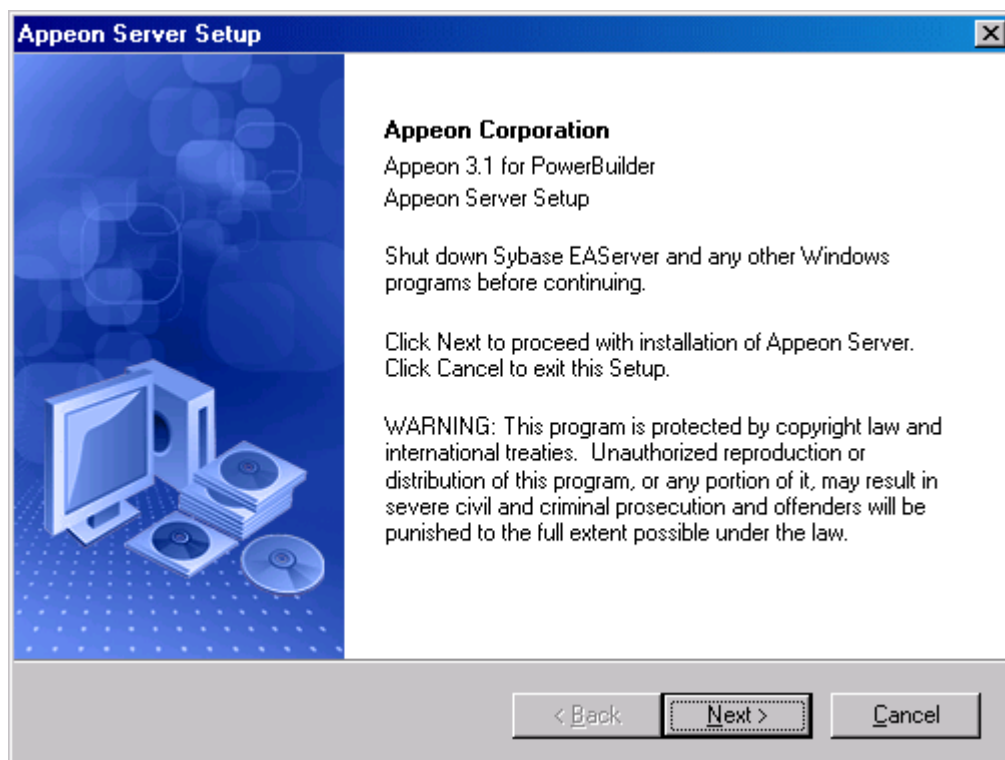 Appeon Server Setup
Appeon Corporation
Appeon 3.1 for PowerBuilder
Appeon Server Setup
Shut down Sybase EAServer and any other Windows
programs before continuing.
Click Next to proceed with installation of Appeon Server.
Click Cancel to exit this Setup.
WARNING: This program is protected by copyright law and
international treaties.  Unauthorized reproduction or
distribution of this program, or any portion of it, may result in
severe civil and criminal prosecution and offenders will be
punished to the full extent possible under the law.
< Back
Next >
Cancel